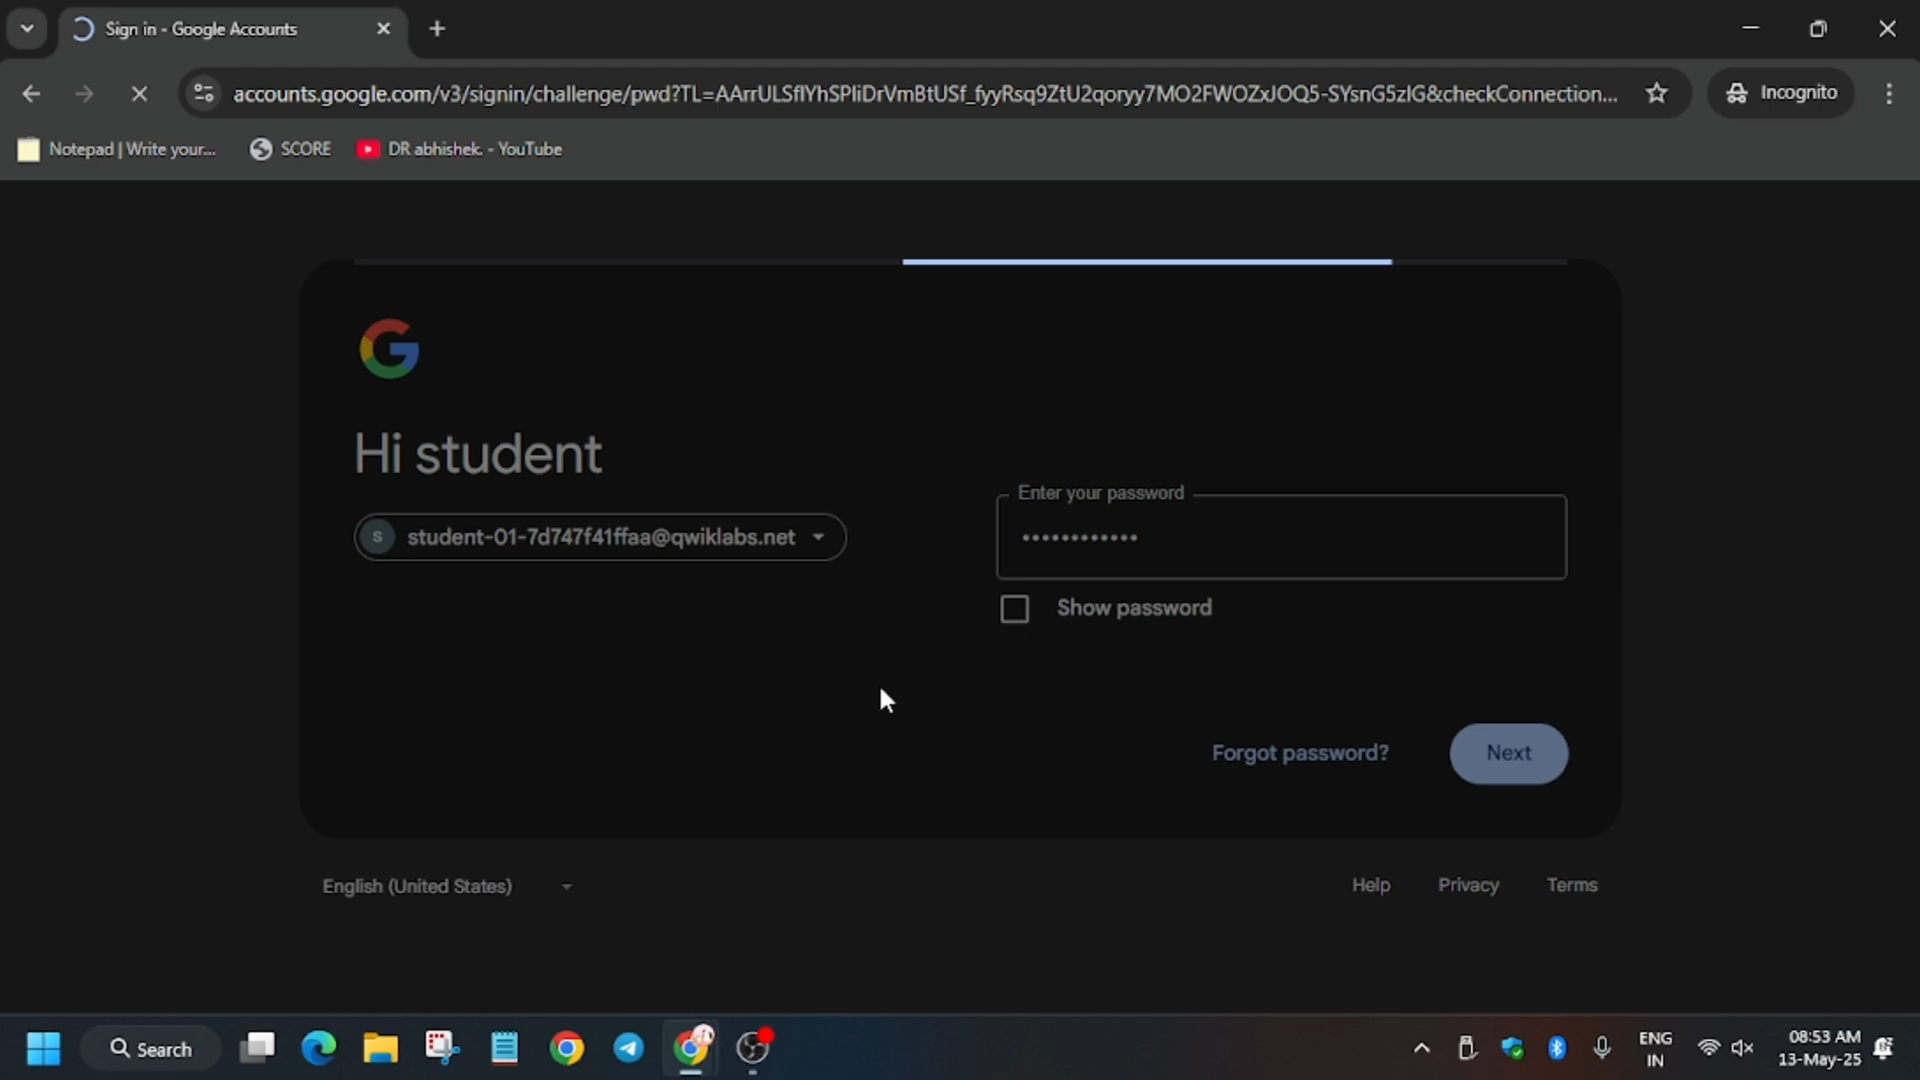 Sign in - Google Accounts
accounts.google.com/v3/signin/challenge/pwd?TL=AArrULSflYhSPliDrVmBtUSf_fyyRsq9ZtU2qoryy7MO2FWOZxJOQ5-SYsnG5zlG&checkConnection...
Incognito
Notepad | Write your...
SCORE
DR abhishek. - YouTube
Hi student
S
student-01-7d747f41ffaa@qwiklabs.net
Enter your password
Show password
Forgot password?
Next
English (United States)
Help
Privacy
Terms
Search
ENG
IN
08:53 AM
13-May-25